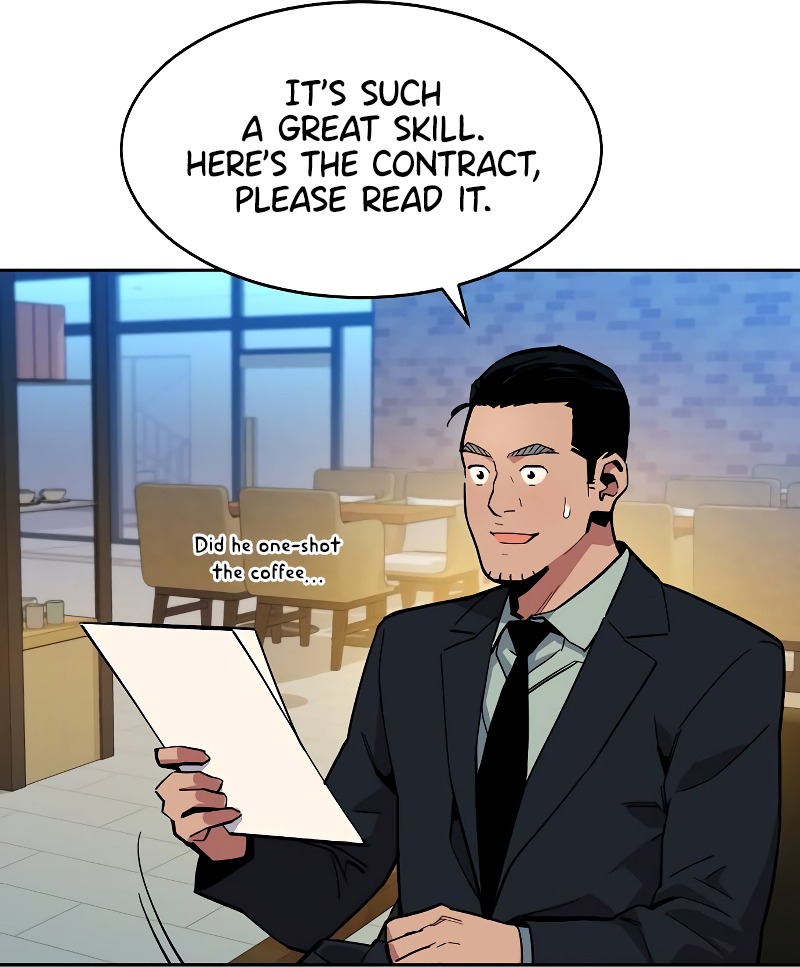 IT'S SUCH
A GREAT SKILL.
HERE'S THE CONTRACT,
PLEASE READ IT.
Did he one-shot
the coffee...